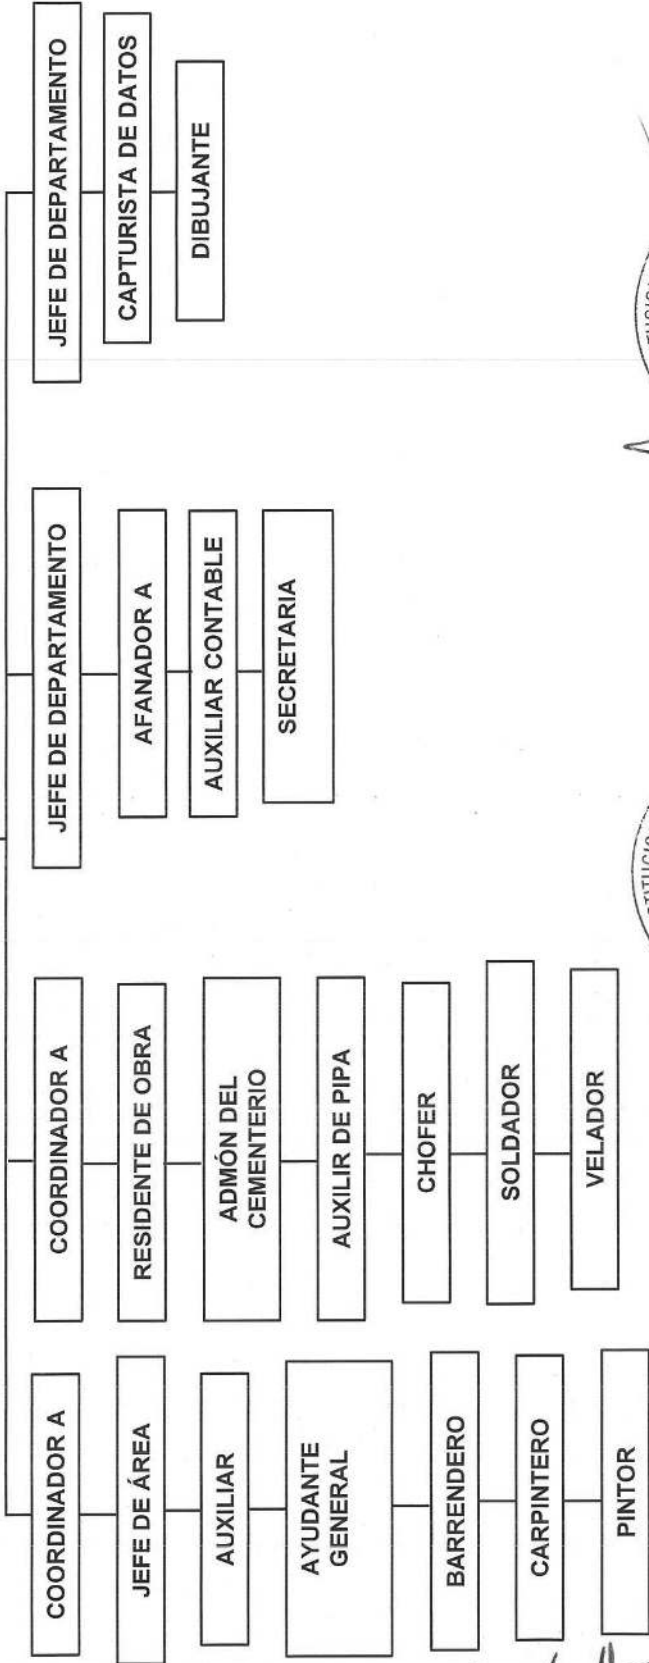 COORDINADOR A
JEFE DE ÁREA
AUXILIAR
AYUDANTE
GENERAL
BARRENDERO
CARPINTERO
PINTOR
COORDINADOR A
RESIDENTE DE OBRA
ADMÓN DEL
CEMENTERIO
AUXILIR DE PIPA
CHOFER
SOLDADOR
VELADOR
JEFE DE DEPARTAMENTO
AFANADOR A
AUXILIAR CONTABLE
SECRETARIA
JEFE DE DEPARTAMENTO
CAPTURISTA DE DATOS
DIBUJANTE